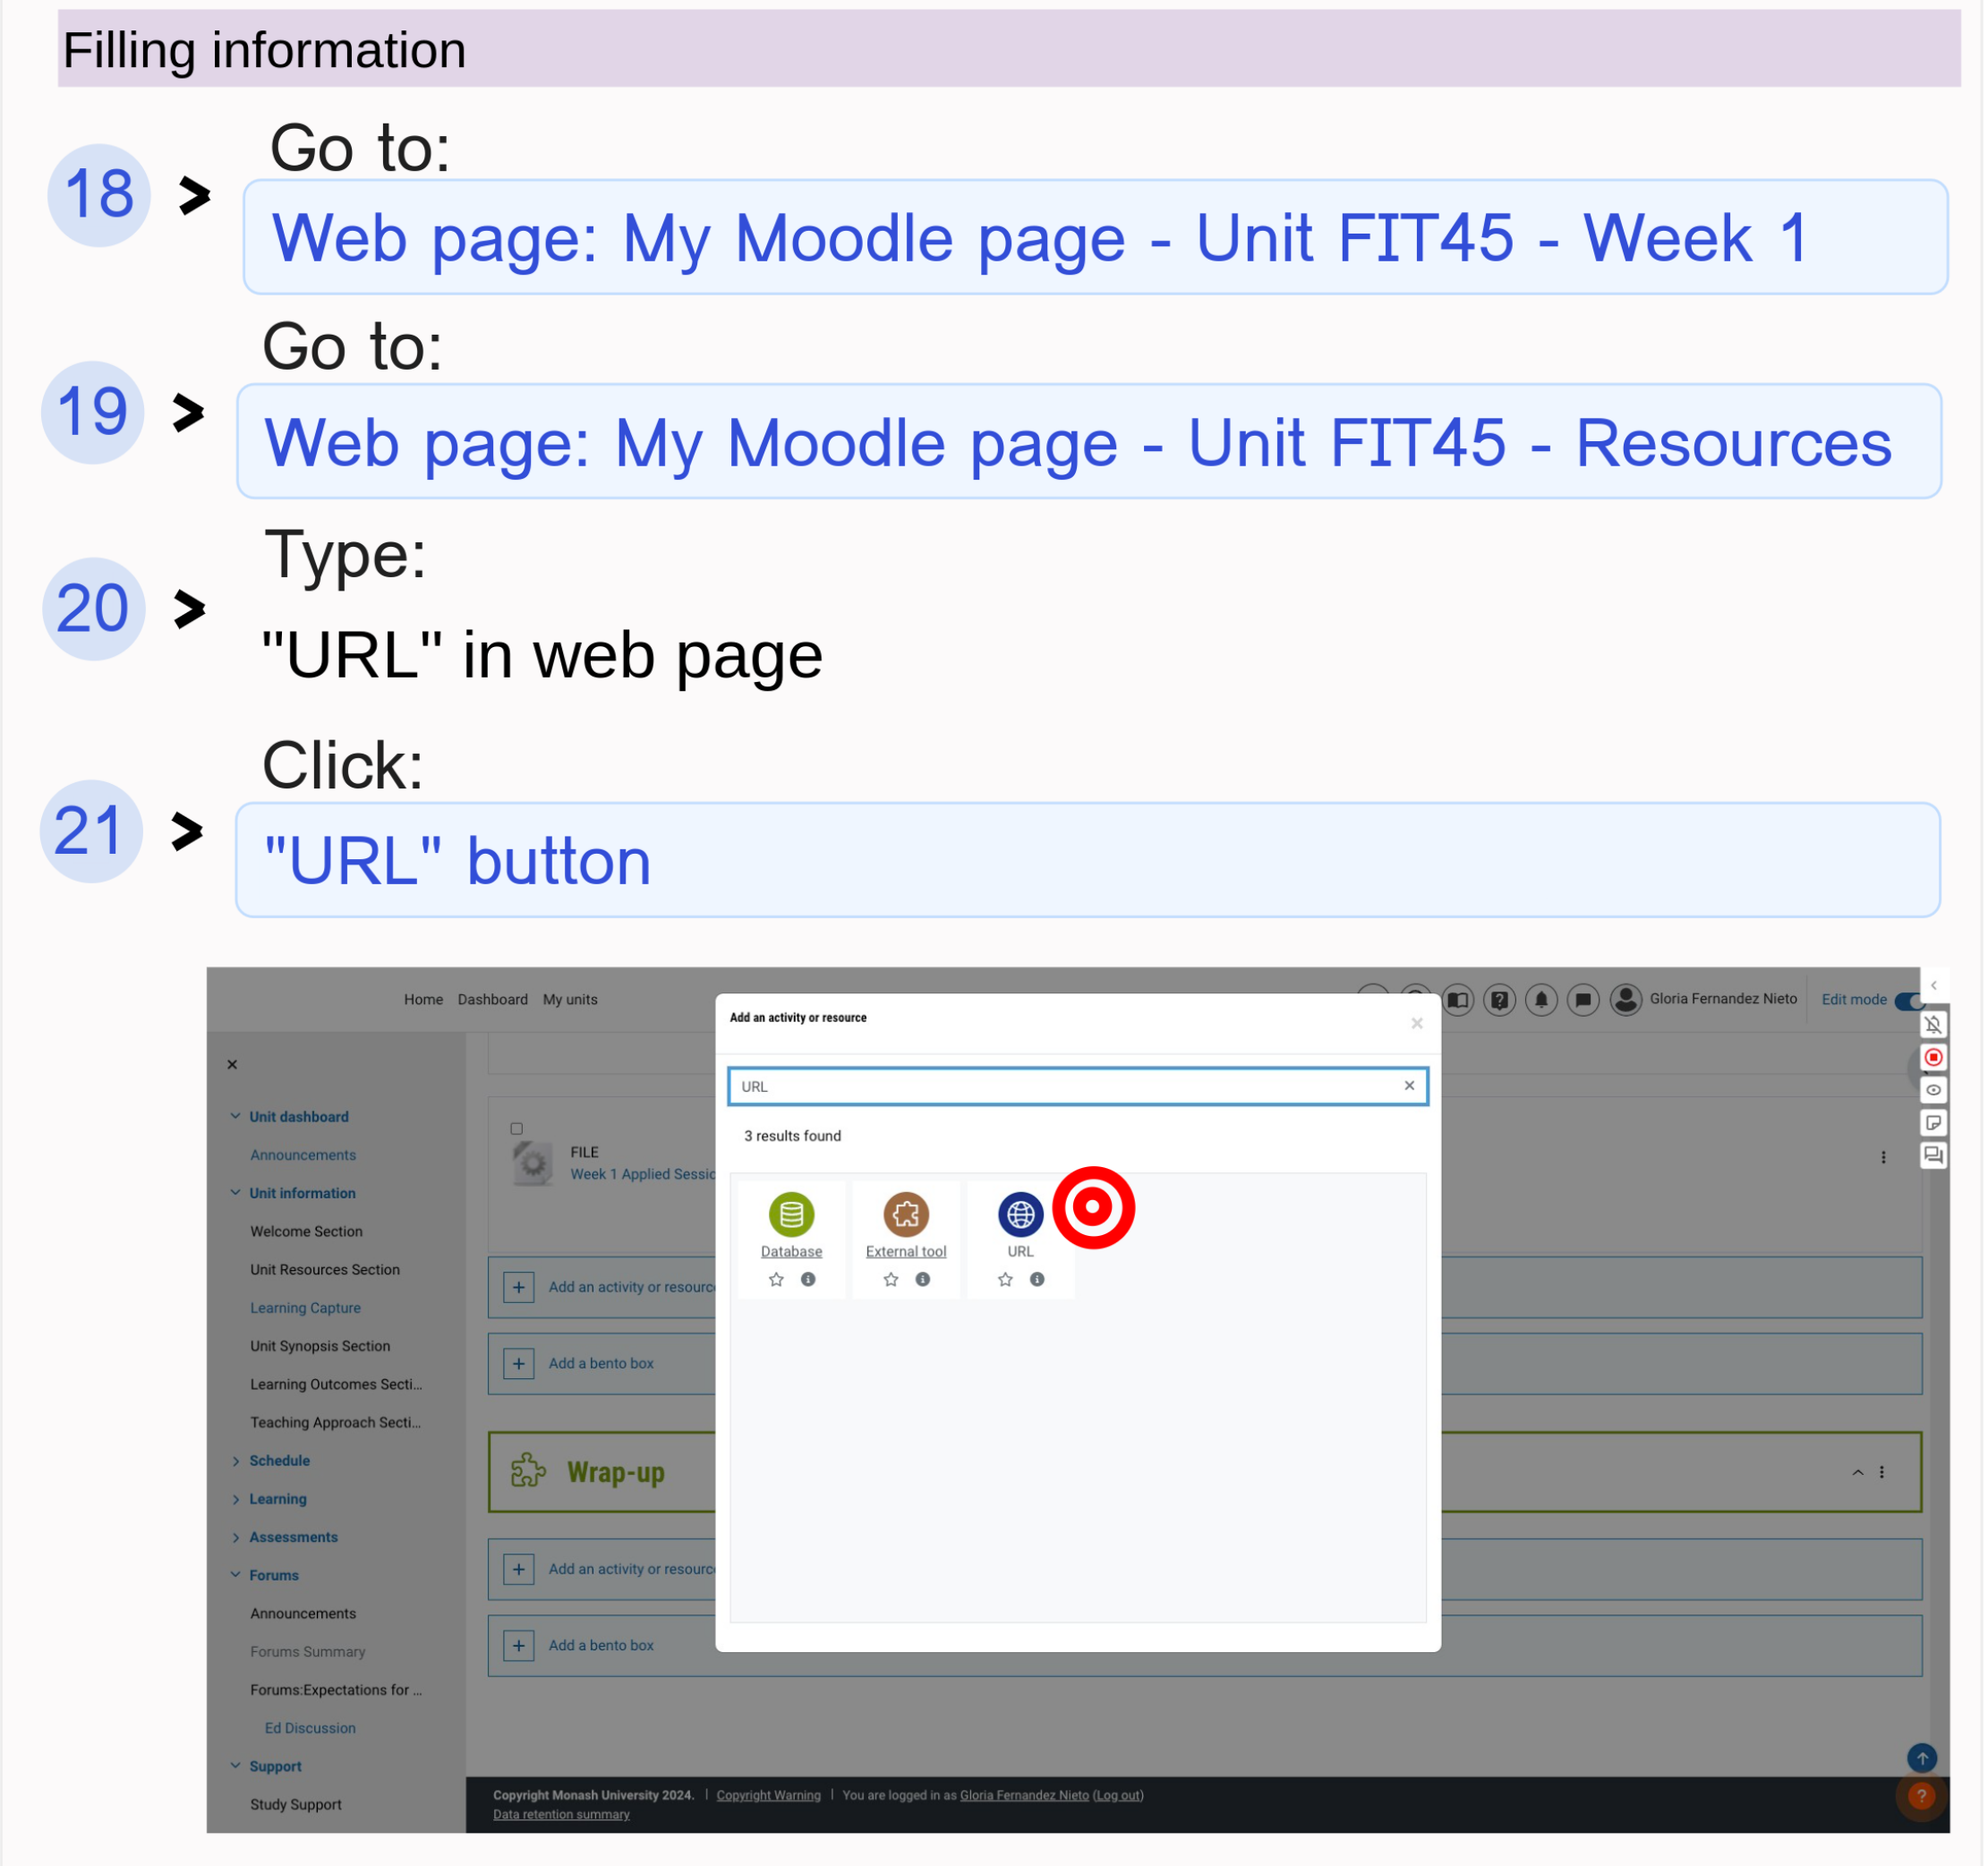 Filling information
18 > Go to:
Web page: My Moodle page - Unit FIT45 - Week 1
19 > Go to:
Web page: My Moodle page - Unit FIT45 - Resources
20 > Type:
"URL" in web page
21 > Click:
"URL" button
Home Dashboard My units
Gloria Fernandez Nieto Edit mode
Unit dashboard
Announcements
Unit information
Welcome Section
Unit Resources Section
Learning Capture
Unit Synopsis Section
Learning Outcomes Secti...
Teaching Approach Secti...
Schedule
Learning
Assessments
Forums
Announcements
Forums Summary
Forums:Expectations for ...
Ed Discussion
Support
Study Support
FILE
Week 1 Applied Sessic
Add an activity or resourc
Add a bento box
Wrap-up
Add an activity or resourc
Add a bento box
Add an activity or resource
URL
3 results found
Database
External tool
URL
Copyright Monash University 2024. | Copyright Warning | You are logged in as Gloria Fernandez Nieto (Log out)
Data retention summary